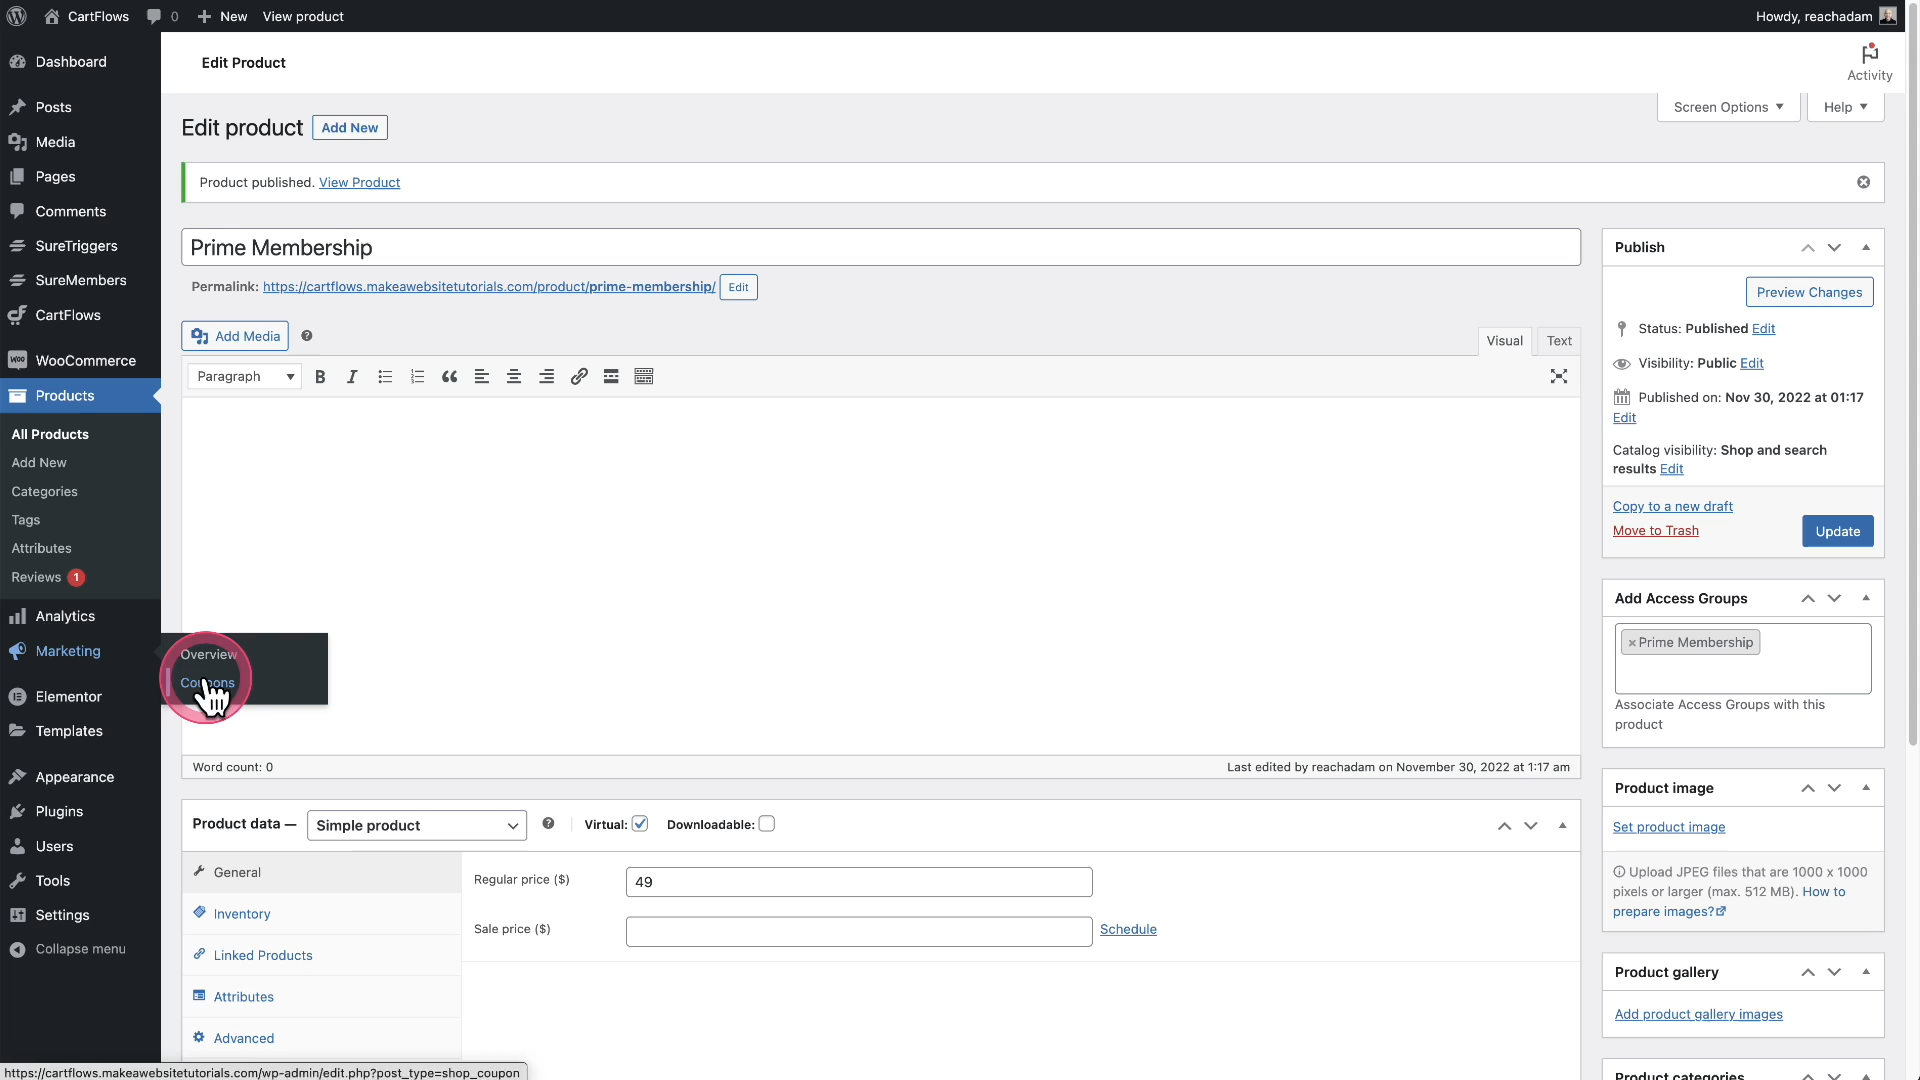 CartFlows 0 New View product Howdy, reachadam
Dashboard
Posts
Media
Pages
Comments
SureTriggers
SureMembers
CartFlows
WOO WooCommerce
Products
All Products
Add New
Categories
Tags
Attributes
Reviews 1
Analytics
Marketing
Overview
Coupons
Elementor
Templates
Appearance
Plugins
Users
Tools
Settings
Collapse menu
Edit Product
Activity
Screen Options Help
Edit product Add New
Product published. View Product
Prime Membership
Permalink: https://cartflows.makeawebsitetutorials.com/product/prime-membership/ Edit
Add Media
Visual Text
Paragraph B I
Word count: 0 Last edited by reachadam on November 30, 2022 at 1:17 am
Product data — Simple product Virtual: Downloadable:
General
Inventory
Linked Products
Attributes
Advanced
Regular price ($) 49
Sale price ($) Schedule
Publish
Preview Changes
Status: Published Edit
Visibility: Public Edit
Published on: Nov 30, 2022 at 01:17
Edit
Catalog visibility: Shop and search
results Edit
Copy to a new draft
Move to Trash Update
Add Access Groups
×Prime Membership
Associate Access Groups with this
product
Product image
Set product image
Upload JPEG files that are 1000 x 1000
pixels or larger (max. 512 MB). How to
prepare images?
Product gallery
Add product gallery images
Product categories
https://cartflows.makeawebsitetutorials.com/wp-admin/edit.php?post_type=shop_coupon